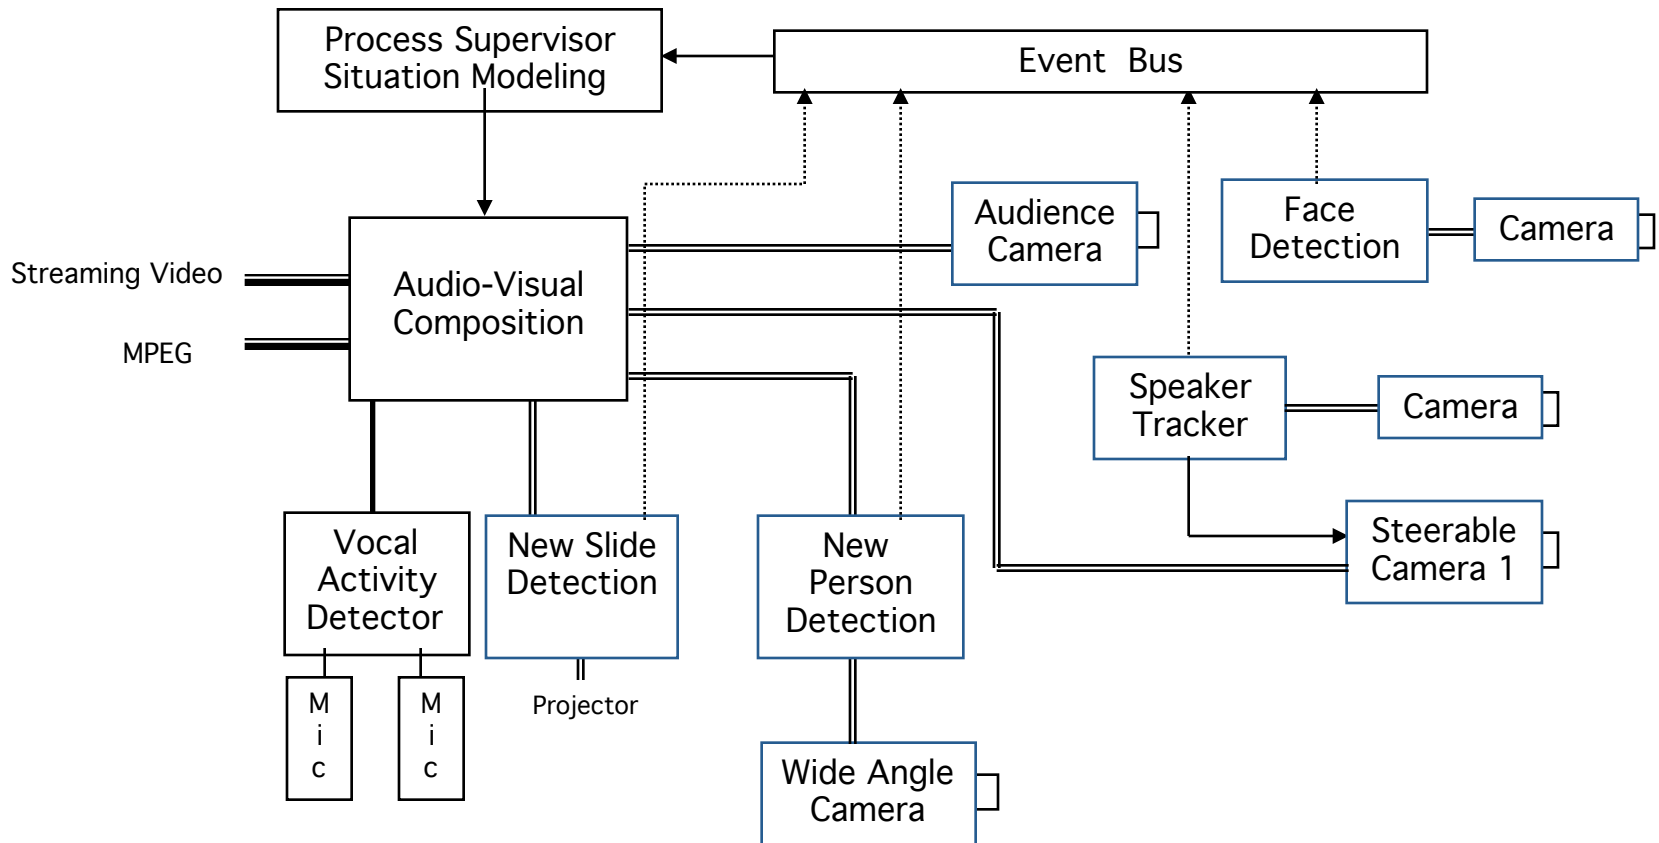 Process Supervisor
Situation Modeling
Event Bus
Audience
Camera
Face
Detection
Camera
Streaming Video
Audio-Visual
Composition
MPEG
Speaker
Tracker
Camera
Steerable
Camera 1
Vocal
Activity
Detector
New Slide
Detection
New
Person
Detection
M
i
c
M
i
c
Projector
Wide Angle
Camera